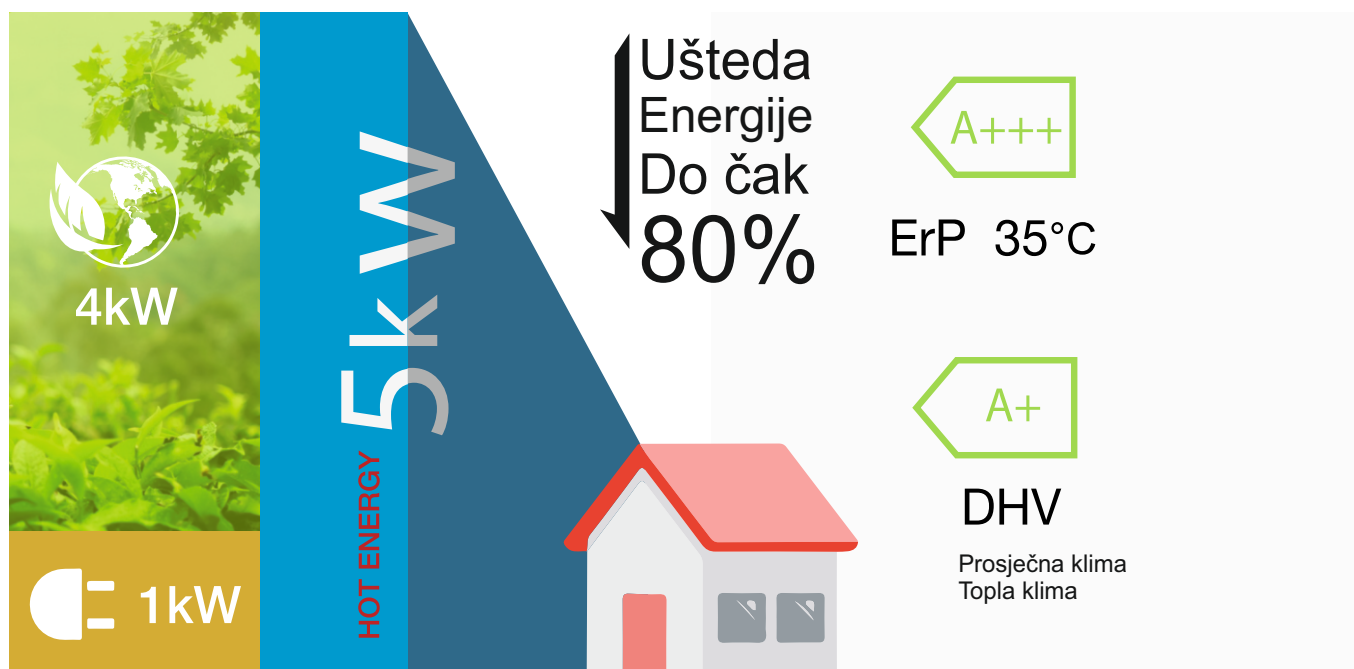 4kW
1kW
HOT ENERGY 5kW
Ušteda
Energije
Do čak
80%
A+++
ErP 35°C
A+
DHV
Prosječna klima
Topla klima